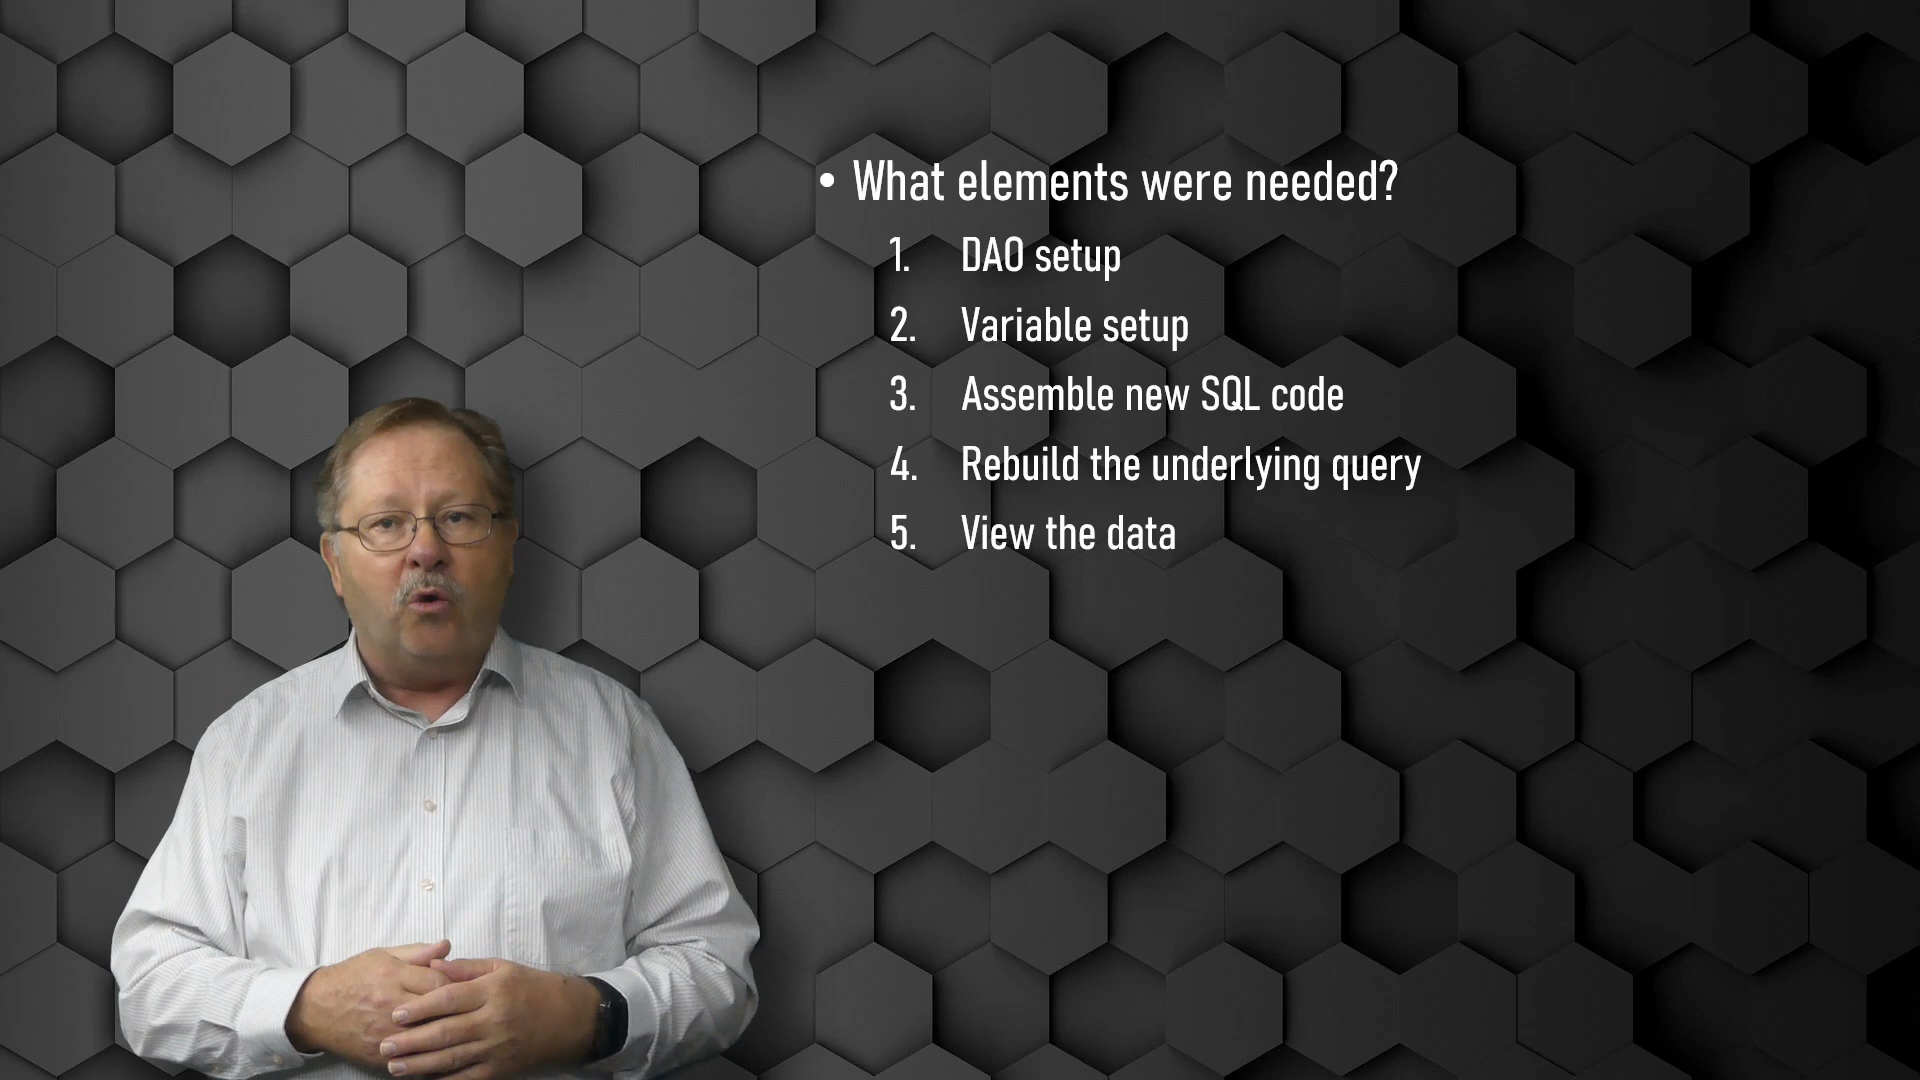 • What elements were needed?
1. DAO setup
2. Variable setup
3. Assemble new SQL code
4. Rebuild the underlying query
5. View the data